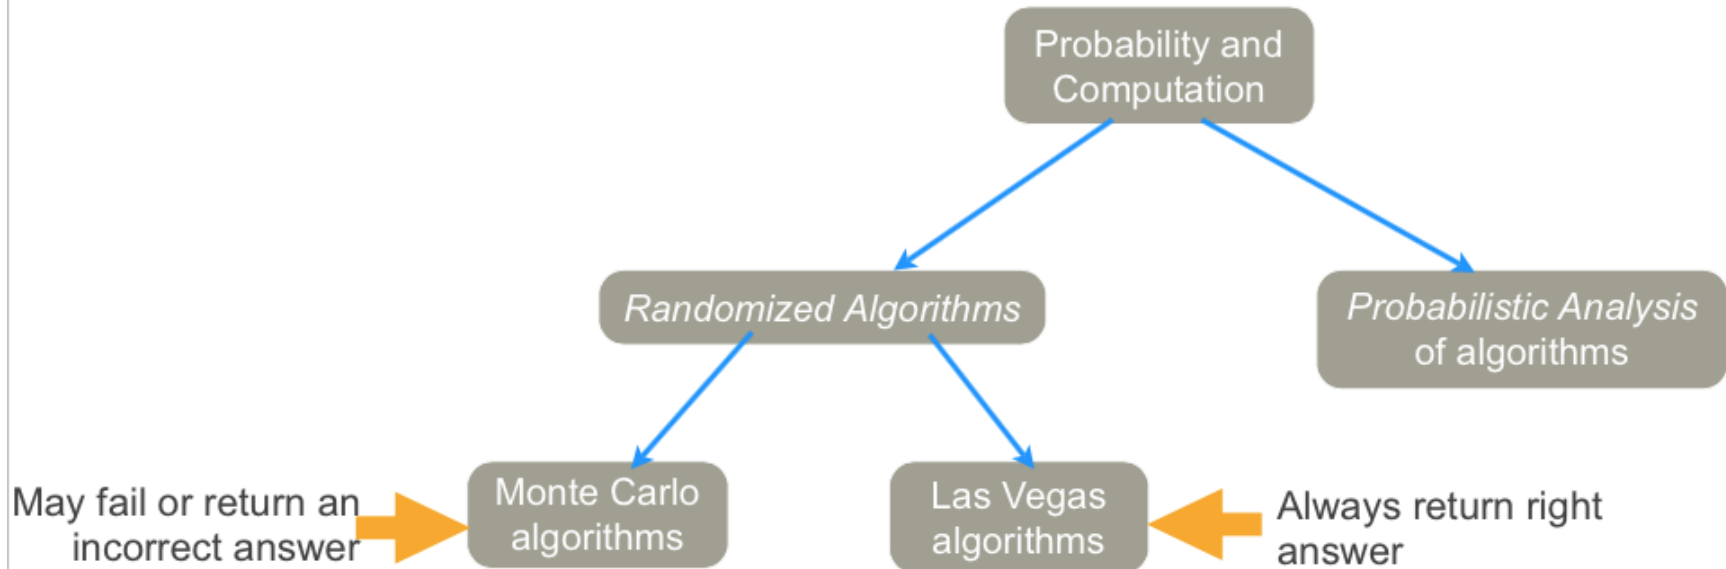 Probability and
Computation
Randomized Algorithms
Probabilistic Analysis
of algorithms
May fail or return an
incorrect answer
Monte Carlo
algorithms
Las Vegas
algorithms
Always return right
answer